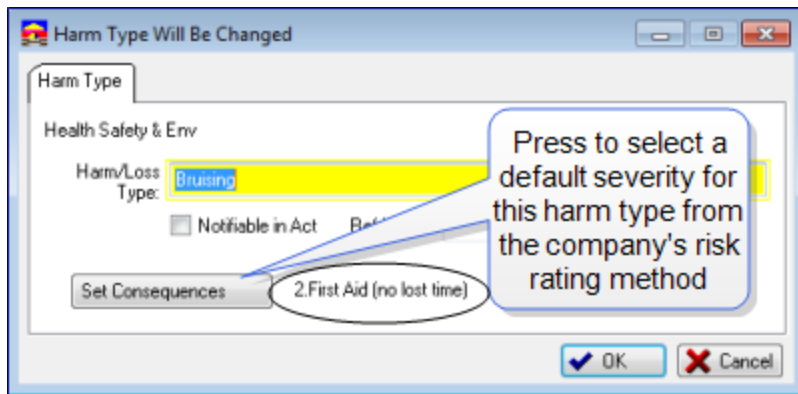 Harm Type Will Be Changed
Harm Type
Health Safety & Env
Harm/Loss Type:
Bruising
Notifiable in Act
Press to select a
default severity for
this harm type from
the company's risk
rating method
Set Consequences
2.First Aid (no lost time)
OK
Cancel